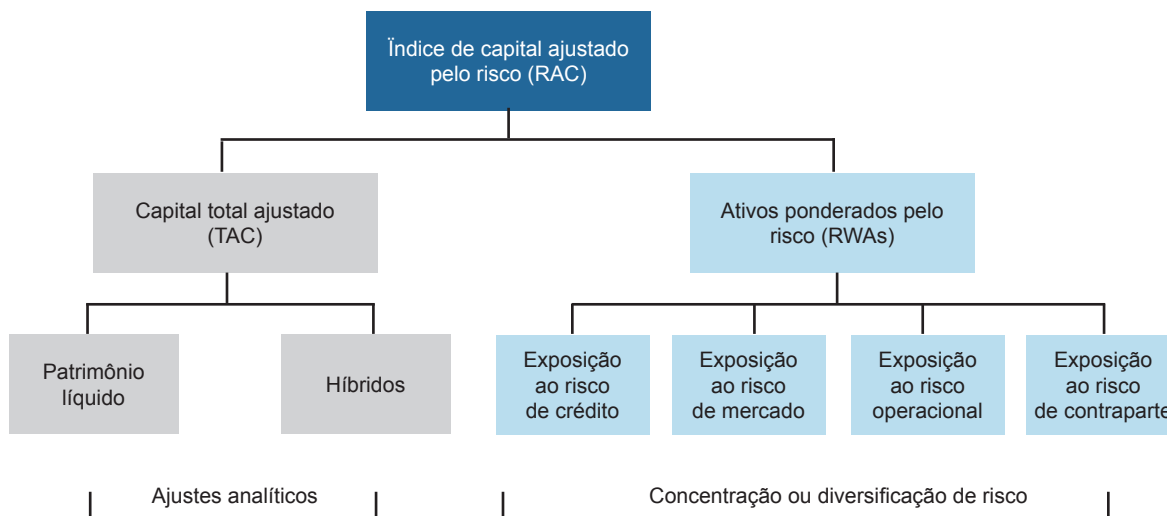 Ïndice de capital ajustado
pelo risco (RAC)
Capital total ajustado
(TAC)
Ativos ponderados pelo
risco (RWAs)
Patrimônio
líquido
Híbridos
Exposição
ao risco
de crédito
Exposição
ao risco
de mercado
Exposição
ao risco
operacional
Exposição
ao risco
de contraparte
Ajustes analíticos
Concentração ou diversificação de risco